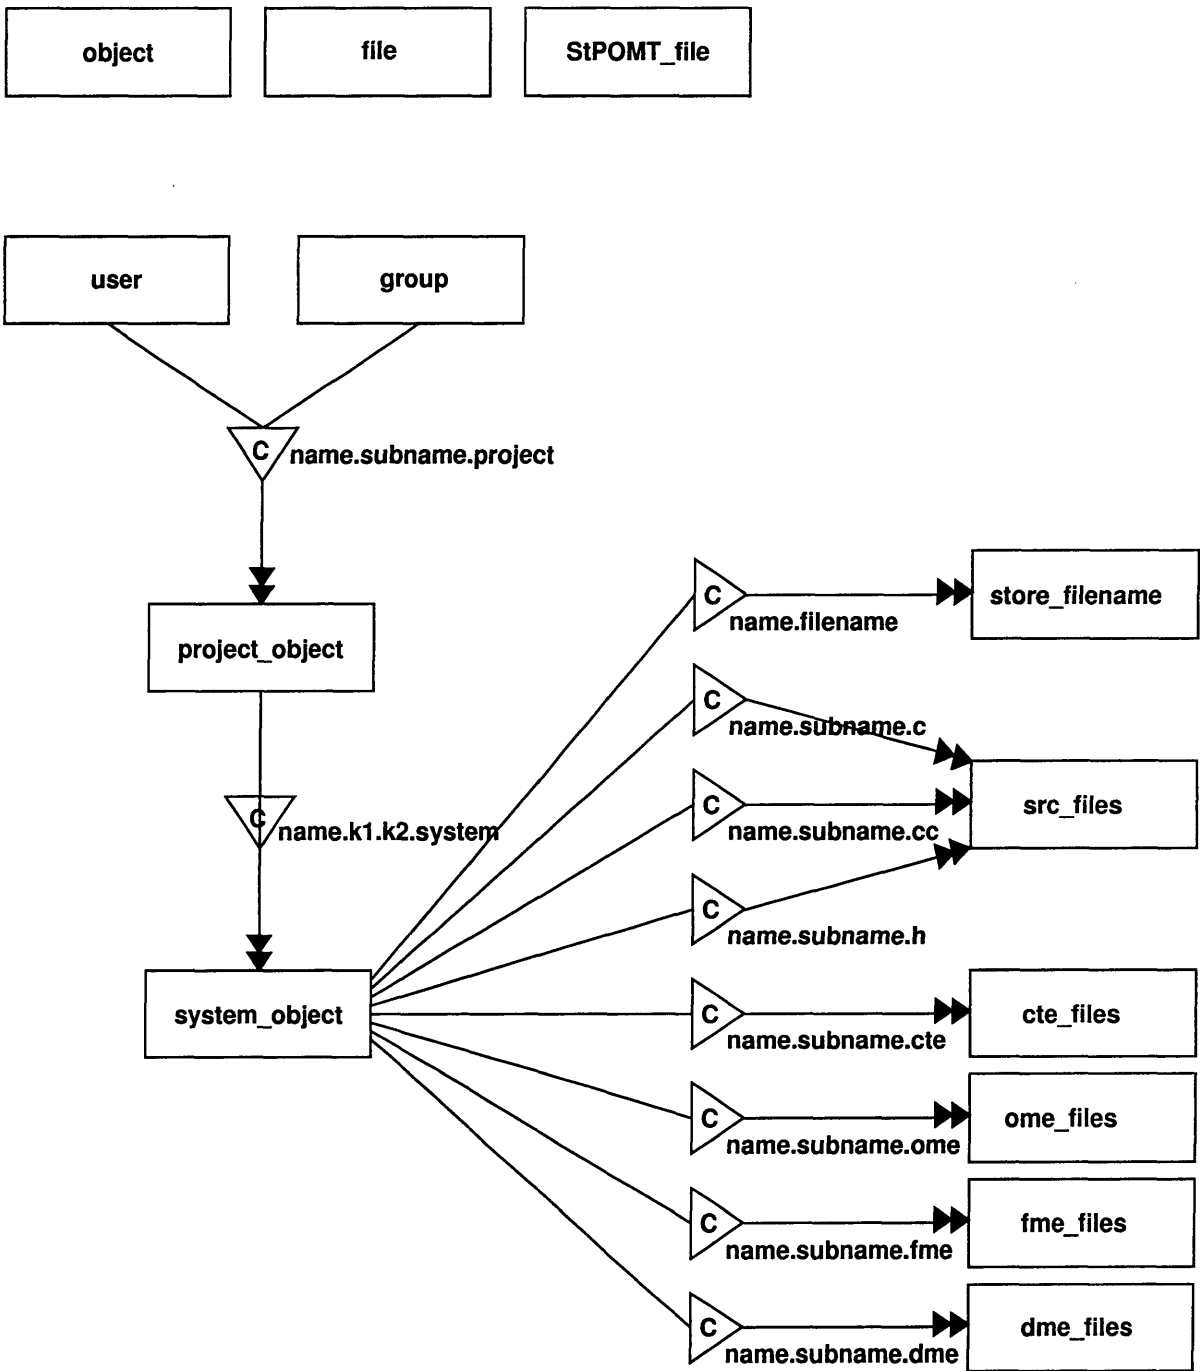 object
file
StPOMT_file
user
group
C
name.subname.project
project_object
C
name.k1.k2.system
system_object
C
name.filename
store_filename
C
name.subname.c
C
name.subname.cc
src_files
C
name.subname.h
C
name.subname.cte
cte_files
C
name.subname.ome
ome_files
C
name.subname.fme
fme_files
C
name.subname.dme
dme_files